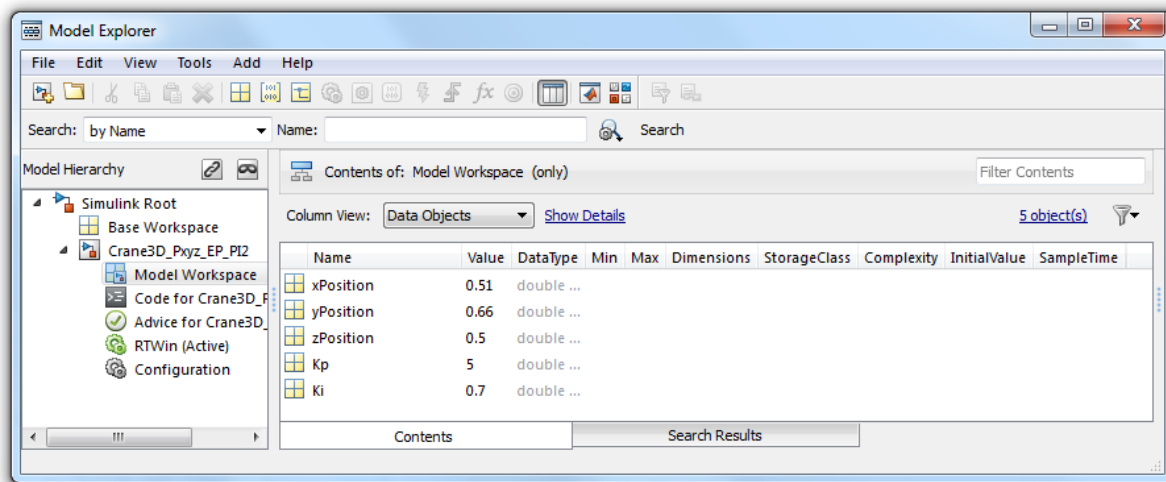 Model Explorer
File Edit View Tools Add Help
fx
Search: by Name Name: Search
Model Hierarchy
Simulink Root
Base Workspace
Crane3D_Pxyz_EP_PI2
Model Workspace
Code for Crane3D_P
Advice for Crane3D_
RTWin (Active)
Configuration
Contents of: Model Workspace (only) Filter Contents
Column View: Data Objects Show Details 5 object(s)
Name Value DataType Min Max Dimensions StorageClass Complexity InitialValue SampleTime
xPosition 0.51 double ...
yPosition 0.66 double ...
zPosition 0.5 double ...
Kp 5 double ...
Ki 0.7 double ...
Contents Search Results